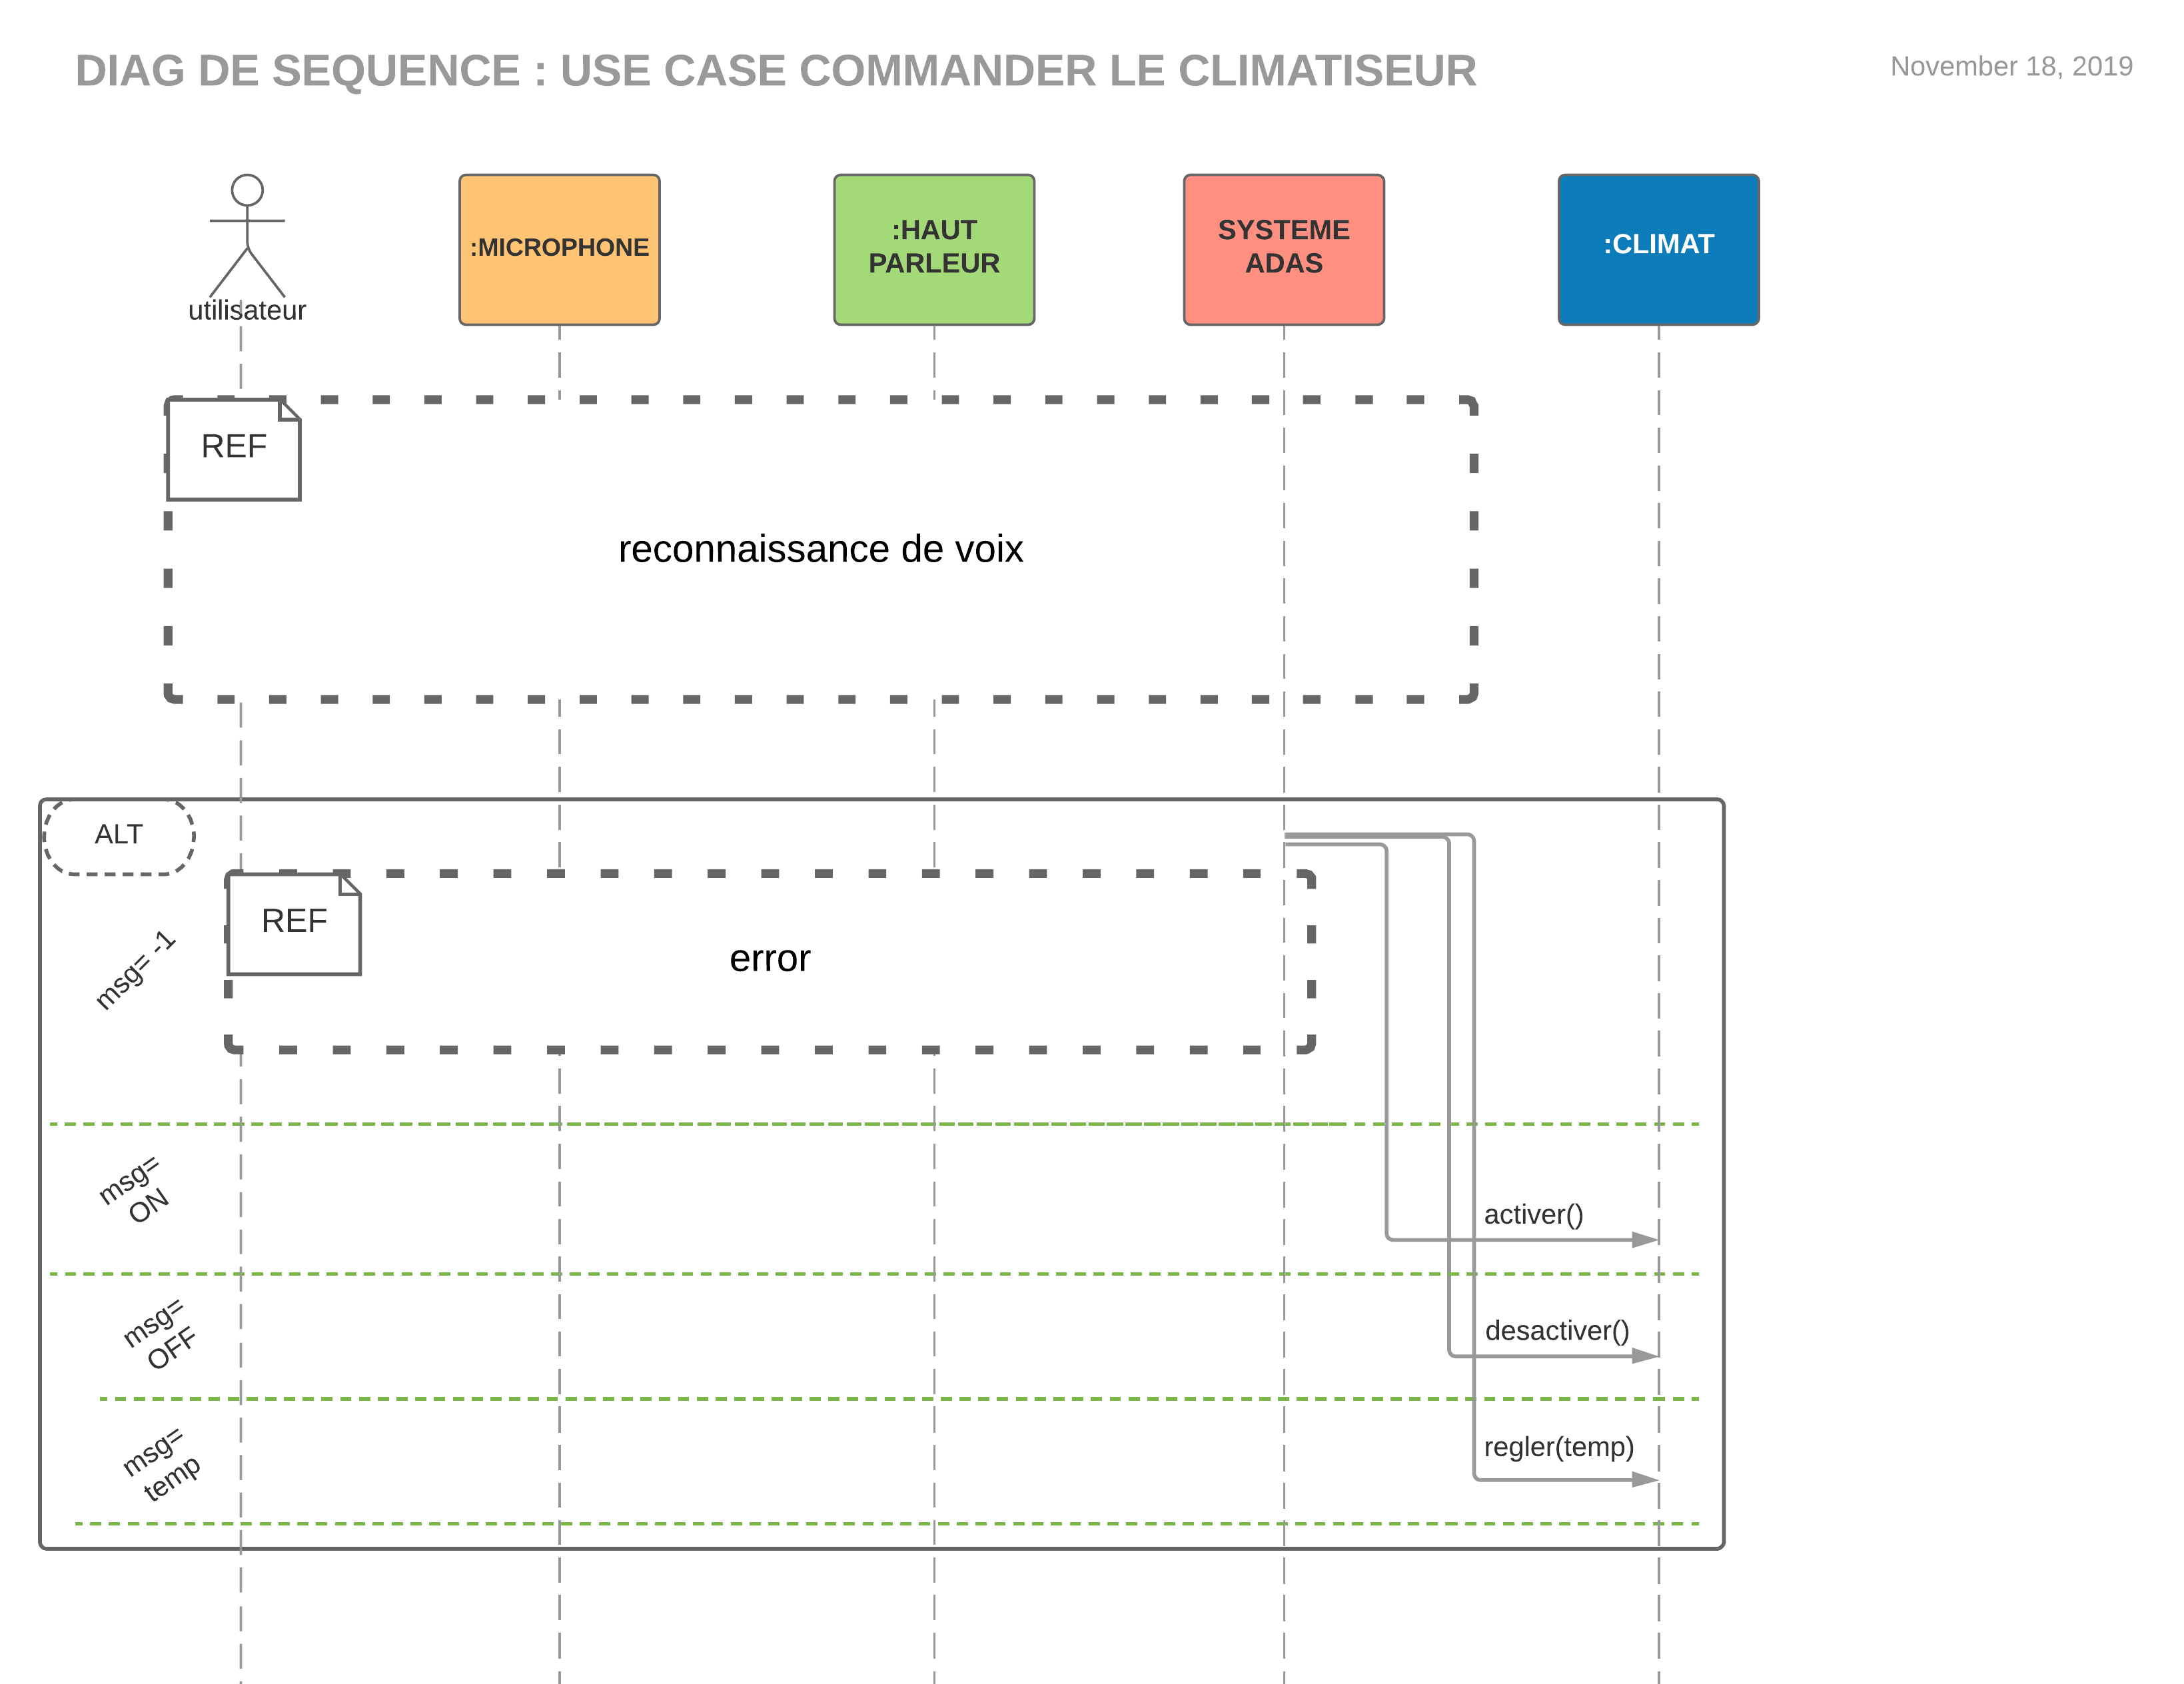 DIAG DE SEQUENCE : USE CASE COMMANDER LE CLIMATISEUR
November 18, 2019
utilisateur
:MICROPHONE
:HAUT
PARLEUR
SYSTEME
ADAS
:CLIMAT
REF
reconnaissance de voix
ALT
REF
error
msg= -1
msg=
ON
activer()
msg=
OFF
desactiver()
msg=
temp
regler(temp)